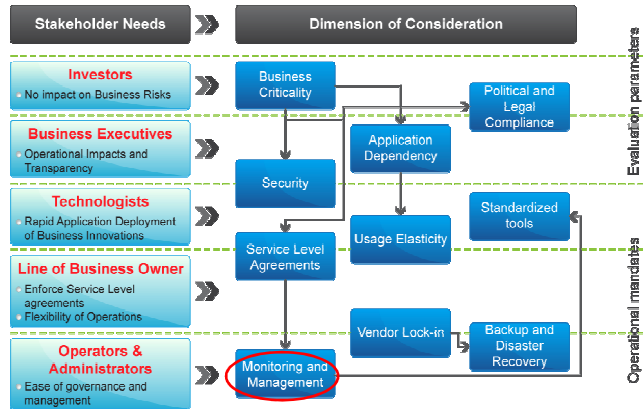 Stakeholder Needs
Dimension of Consideration
Investors
No impact on Business Risks
Business Executives
Operational Impacts and
Transparency
Technologists
Rapid Application Deployment
of Business Innovations
Line of Business Owner
Enforce Service Level
agreements
Flexibility of Operations
Operators &
Administrators
Ease of governance and
management
Business
Criticality
Political and
Legal
Compliance
Application
Dependency
Security
Standardized
tools
Usage Elasticity
Service Level
Agreements
Vendor Lock-in
Backup and
Disaster
Recovery
Monitoring and
Management
Evaluation parameters
Operational mandates